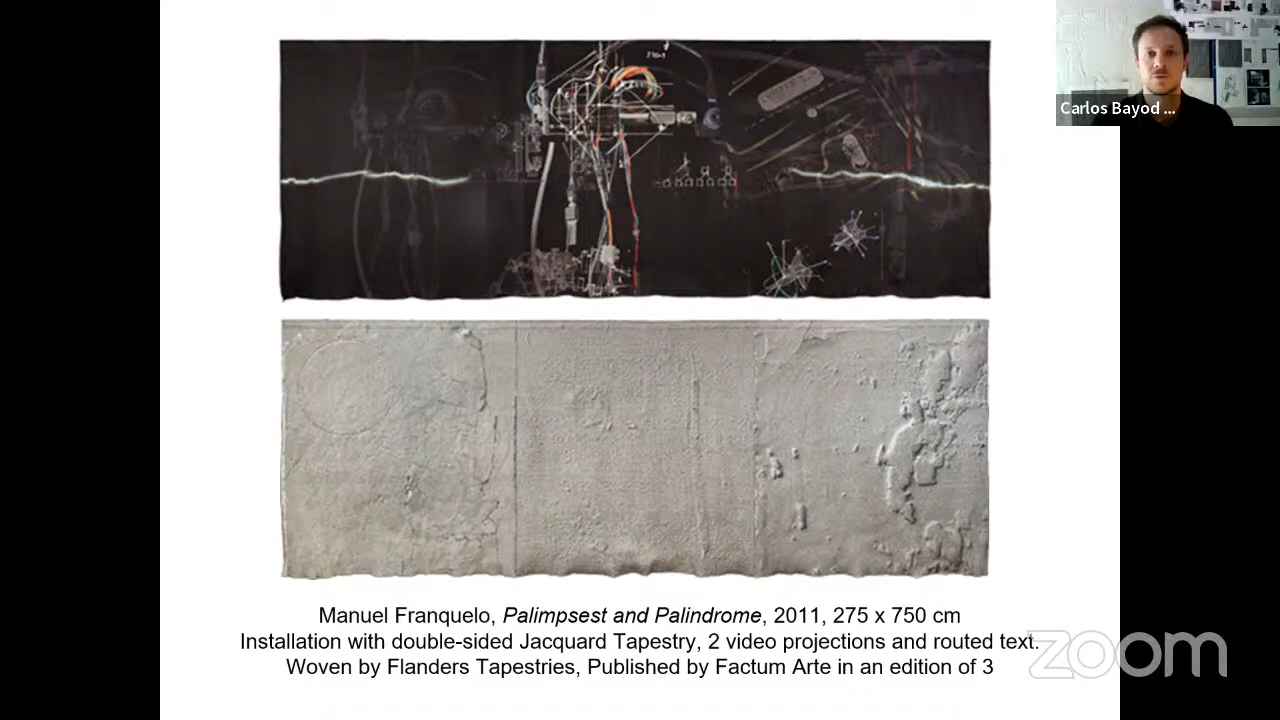 Carlos Bayod ...
Manuel Franquelo, Palimpsest and Palindrome, 2011, 275 x 750 cm
Installation with double-sided Jacquard Tapestry, 2 video projections and routed text.
Woven by Flanders Tapestries, Published by Factum Arte in an edition of 3
zoom